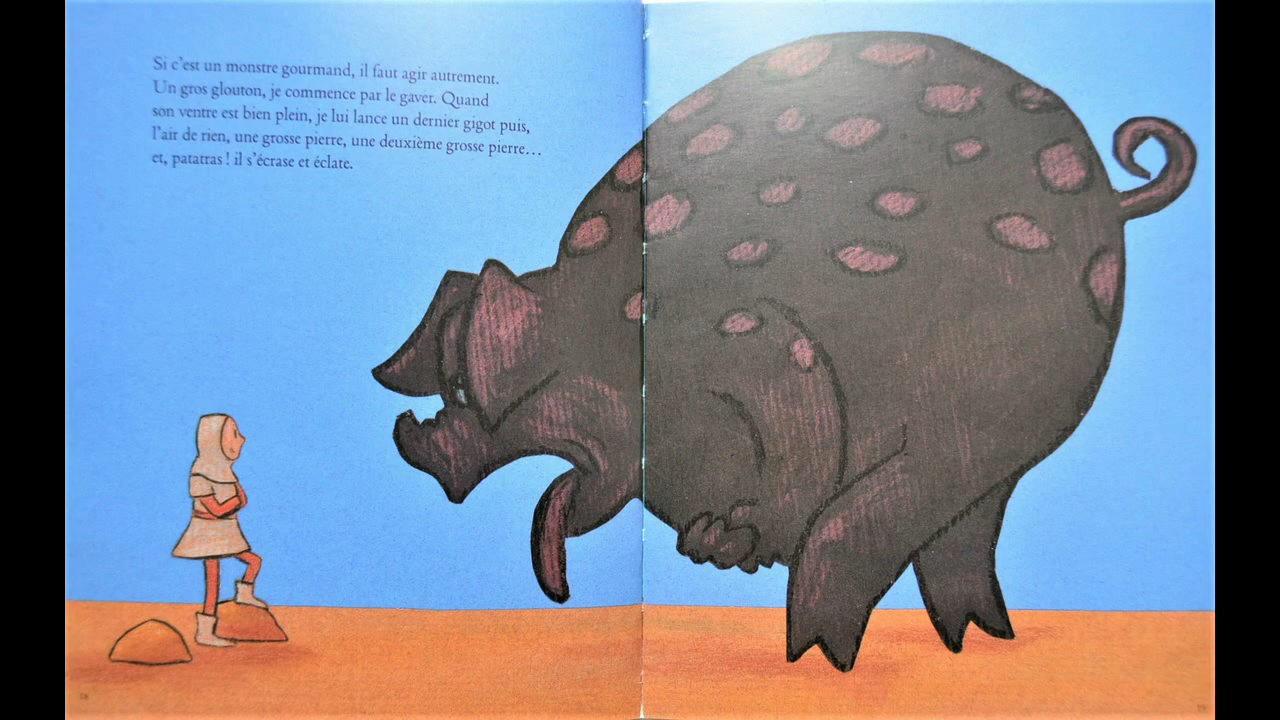 Si c'est un monstre gourmand, il faut agir autrement.
Un gros glouton, je commence par le gaver. Quand
son ventre est bien plein, je lui lance un dernier gigot puis,
l'air de rien, une grosse pierre, une deuxième grosse pierre…
et, patatras ! il s'écrase et éclate.